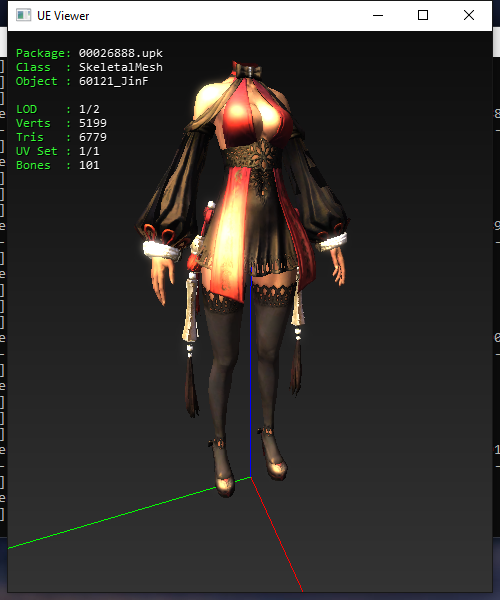 UE Viewer
Package: 00026888.upk
Class : SkeletalMesh
Object : 60121_JinF
LOD : 1/2
Verts : 5199
Tris : 6779
UV Set : 1/1
Bones : 101